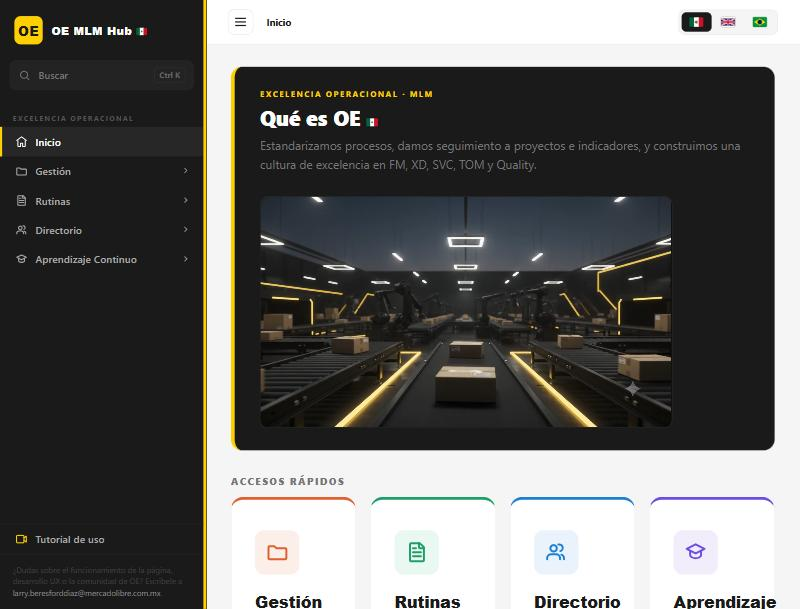 OE
OE MLM Hub
Buscar
Ctrl K
EXCELENCIA OPERACIONAL
Inicio
Gestión
Rutinas
Directorio
Aprendizaje Continuo
Tutorial de uso
¿Dudas sobre el funcionamiento de la página,
desarrollo UX o la comunidad de OE? Escríbele a
larry.beresforddiaz@mercadolibre.com.mx
Inicio
EXCELENCIA OPERACIONAL - MLM
Qué es OE
Estandarizamos procesos, damos seguimiento a proyectos e indicadores, y construimos una
cultura de excelencia en FM, XD, SVC, TOM y Quality.
ACCESOS RÁPIDOS
Gestión
Rutinas
Directorio
Aprendizaje